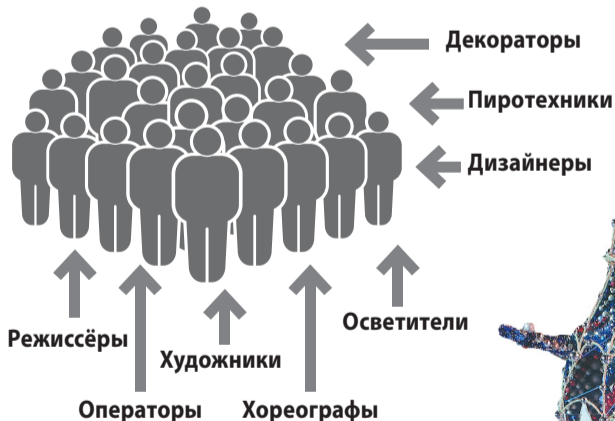 Декораторы
Пиротехники
Дизайнеры
Осветители
Режиссёры
Художники
Операторы Хореографы